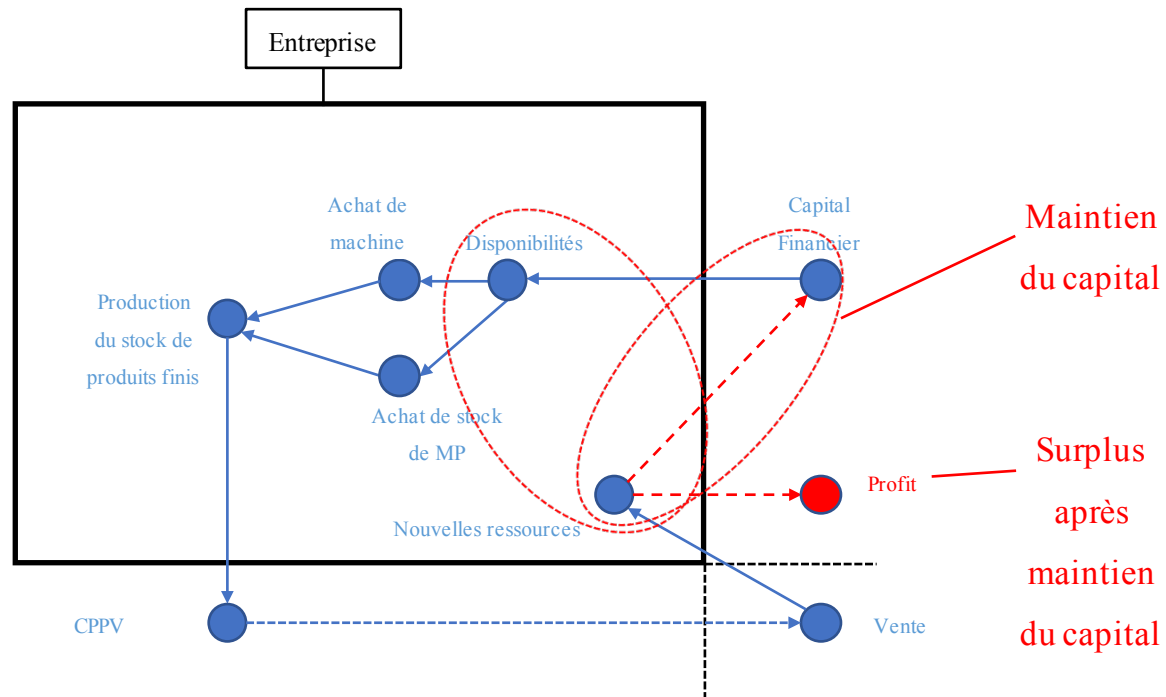 Entreprise
Achat de
machine
Disponibilités
Capital
Financier
Maintien
du capital
Production
du stock de
produits finis
Achat de stock
de MP
Nouvelles ressources
Profit
Surplus
après
maintien
du capital
CPPV
Vente